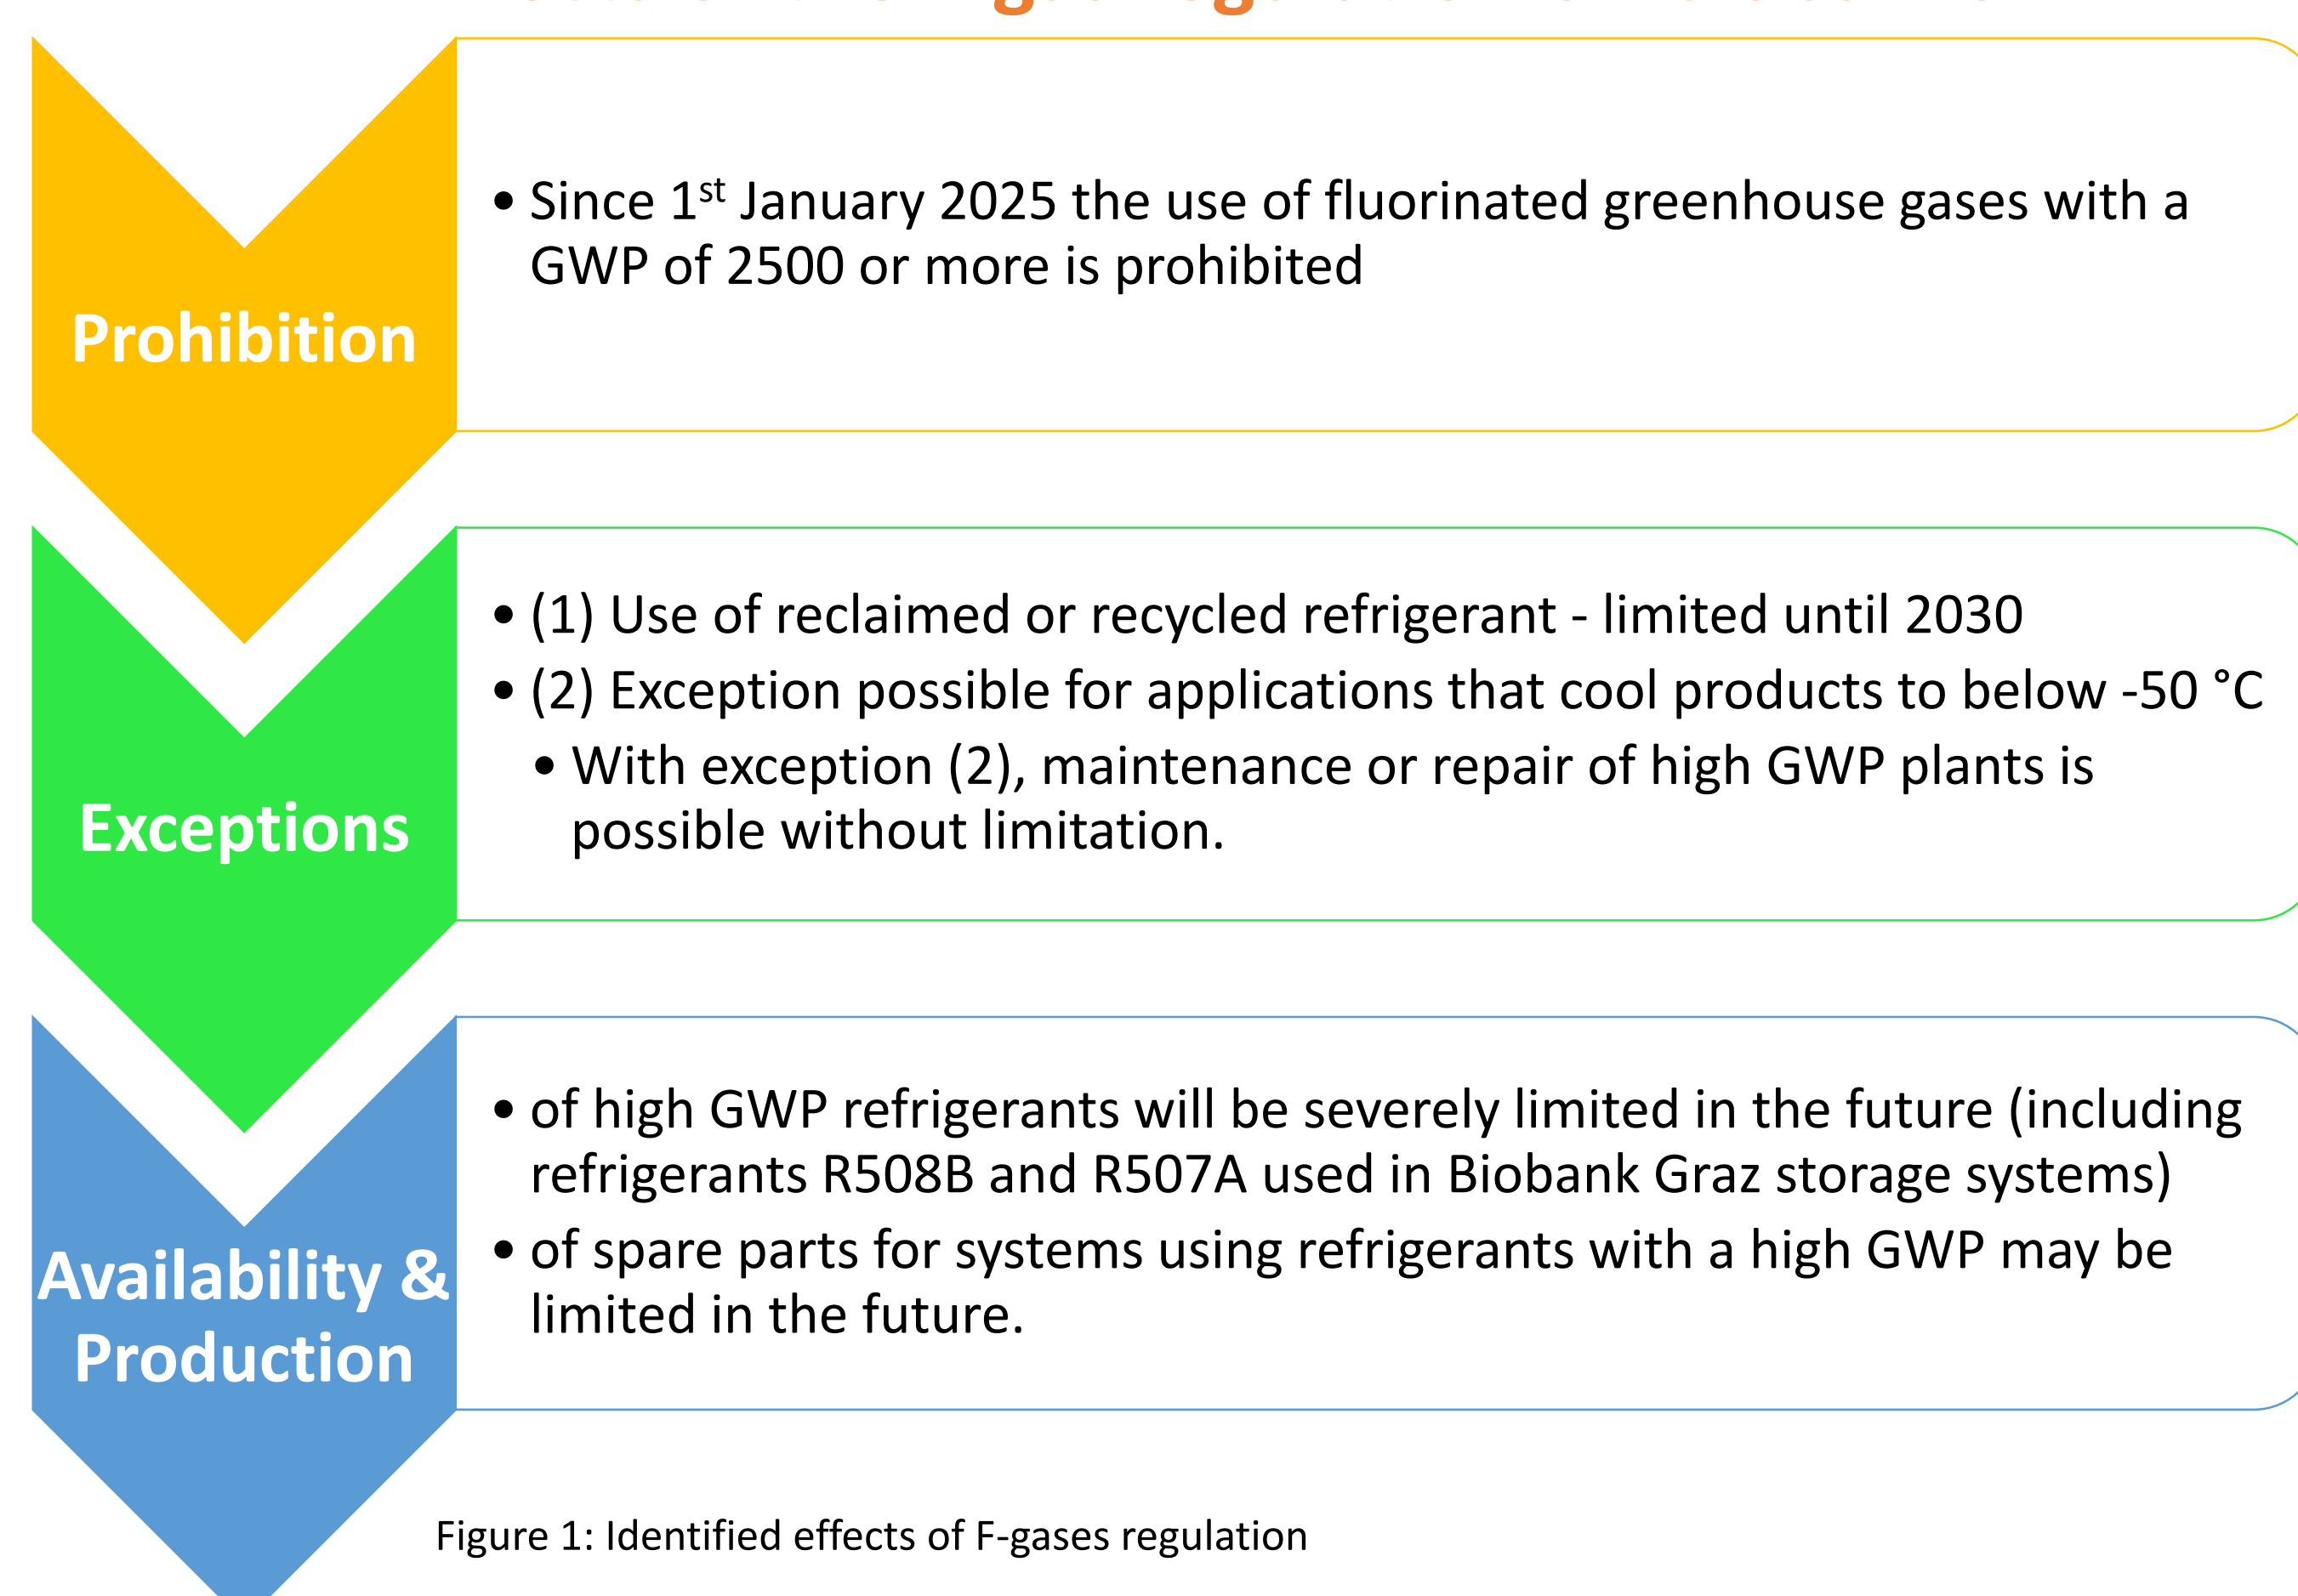 Prohibition
• Since 1st January 2025 the use of fluorinated greenhouse gases with a
GWP of 2500 or more is prohibited
Exceptions
• (1) Use of reclaimed or recycled refrigerant - limited until 2030
• (2) Exception possible for applications that cool products to below -50 °C
• With exception (2), maintenance or repair of high GWP plants is
possible without limitation.
Availability &
Production
• of high GWP refrigerants will be severely limited in the future (including
refrigerants R508B and R507A used in Biobank Graz storage systems)
• of spare parts for systems using refrigerants with a high GWP may be
limited in the future.
Figure 1: Identified effects of F-gases regulation